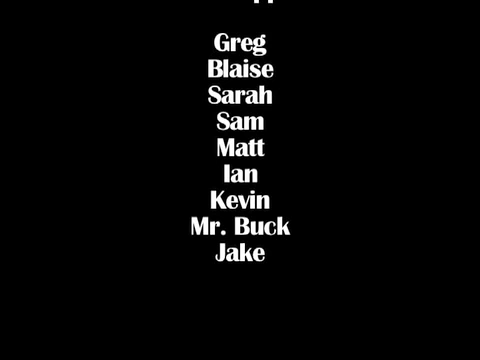 Greg
Blaise
Sarah
Sam
Matt
Ian
Kevin
Mr. Buck
Jake